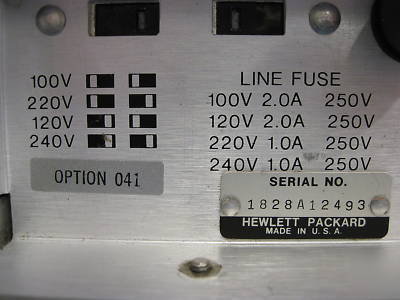 100V
220V
120V
240V
OPTION 041
LINE FUSE
100V 2.0A 250V
120V 2.0A 250V
220V 1.0A 250V
240V 1.0A 250V
SERIAL NO.
1828A12493
HEWLETT PACKARD
MADE IN U.S.A.